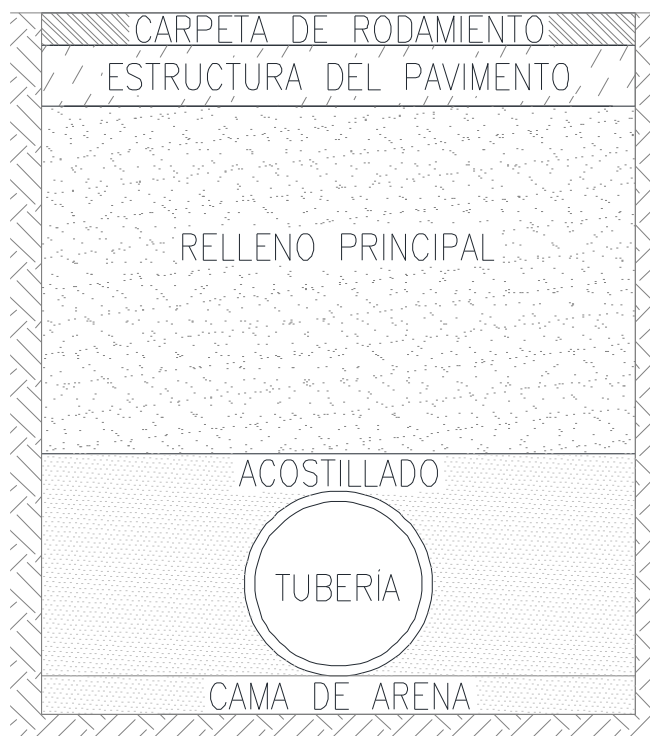 CARPETA DE RODAMIENTO
ESTRUCTURA DEL PAVIMENTO
RELLENO PRINCIPAL
ACOSTILLADO
TUBERÍA
CAMA DE ARENA